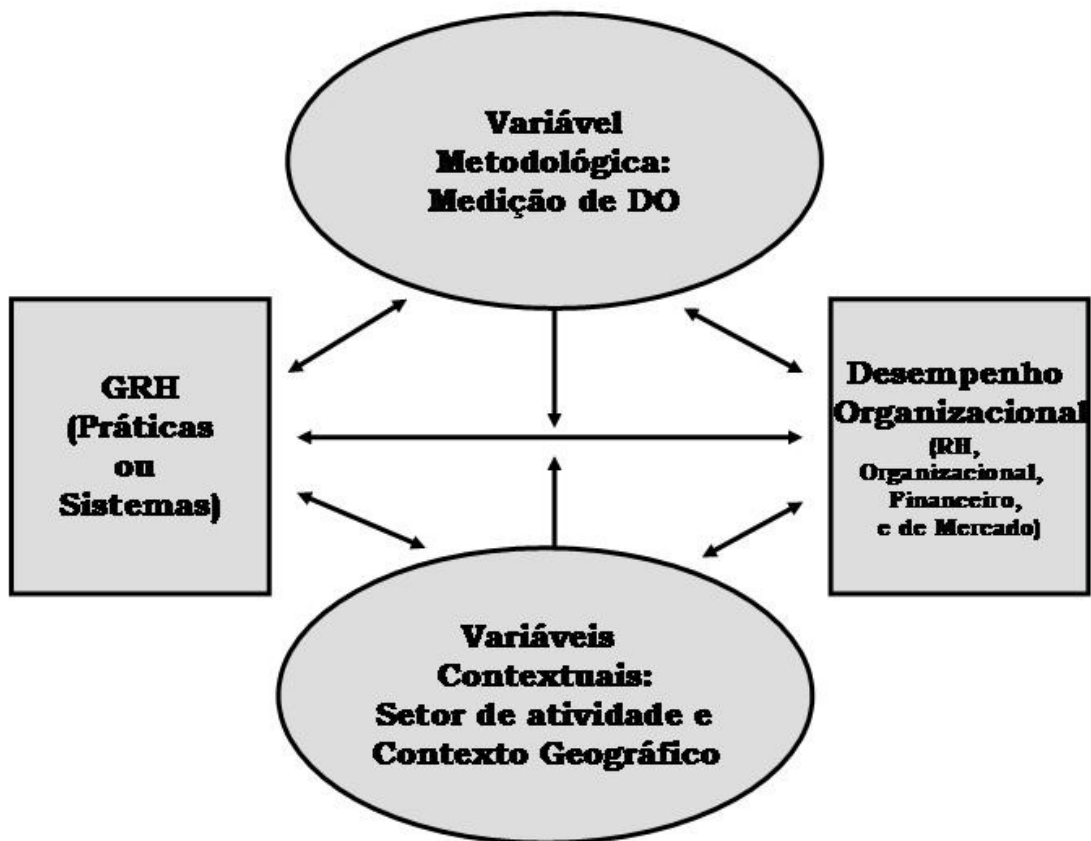 Variável
Metodológica:
Medição de DO
GRH
(Práticas
ou
Sistemas)
Desempenho
Organizacional
(RH,
Organizacional,
Financeiro,
e de Mercado)
Variáveis
Contextuais:
Setor de atividade e
Contexto Geográfico